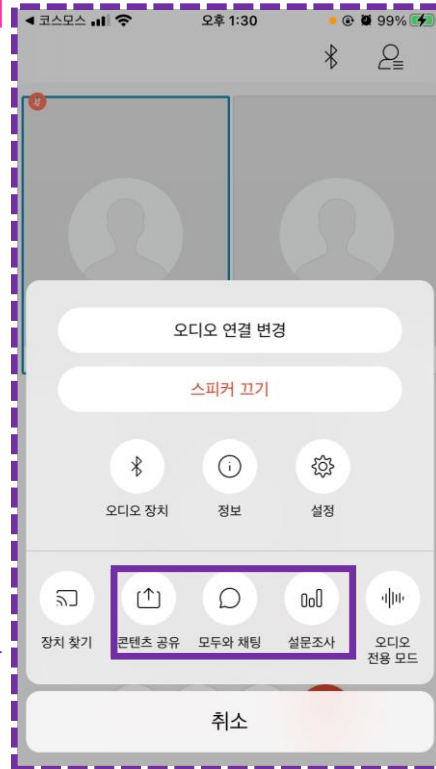 ◀ 코스모스 오후 1:30 99%
오디오 연결 변경
스피커 끄기
오디오 장치 정보 설정
장치 찾기 콘텐츠 공유 모두와 채팅 설문조사 오디오
전용 모드
취소